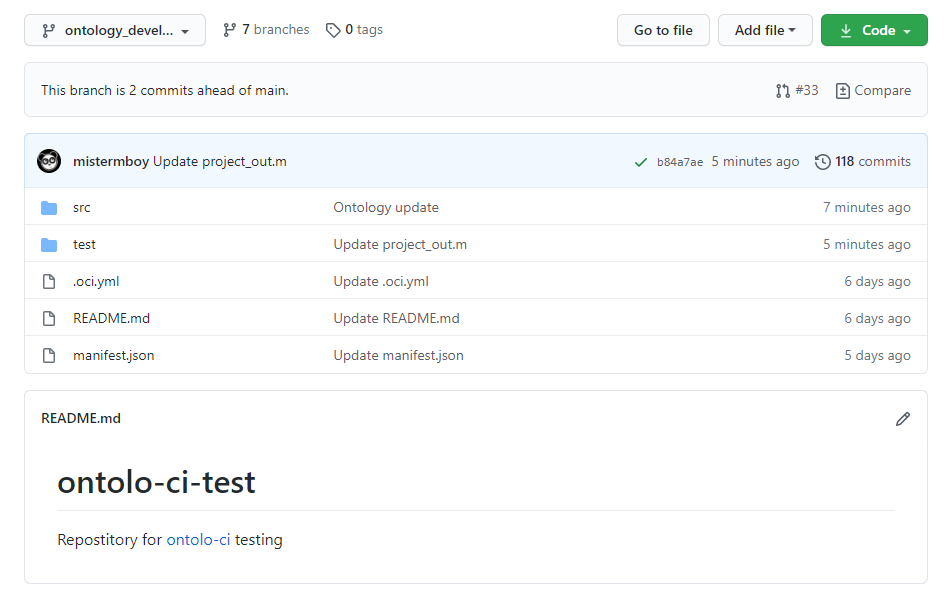 ontology_devel... 7 branches 0 tags Go to file Add file Code
This branch is 2 commits ahead of main. #33 Compare
mistermboy Update project_out.m b84a7ae 5 minutes ago 118 commits
src Ontology update 7 minutes ago
test Update project_out.m 5 minutes ago
.oci.yml Update .oci.yml 6 days ago
README.md Update README.md 6 days ago
manifest.json Update manifest.json 5 days ago
README.md
ontolo-ci-test
Repostitory for ontolo-ci testing